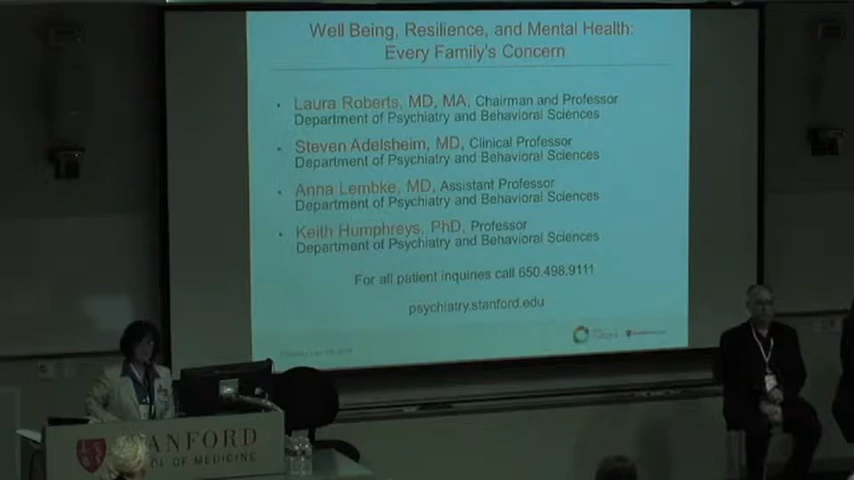 Well Being, Resilience, and Mental Health:
Every Family's Concern
• Laura Roberts, MD, MA, Chairman and Professor
Department of Psychiatry and Behavioral Sciences
• Steven Adelsheim, MD, Clinical Professor
Department of Psychiatry and Behavioral Sciences
• Anna Lembke, MD, Assistant Professor
Department of Psychiatry and Behavioral Sciences
• Keith Humphreys, PhD, Professor
Department of Psychiatry and Behavioral Sciences
For all patient inquiries call 650.498.9111
psychiatry.stanford.edu
STANFORD
OL OF MEDICINE